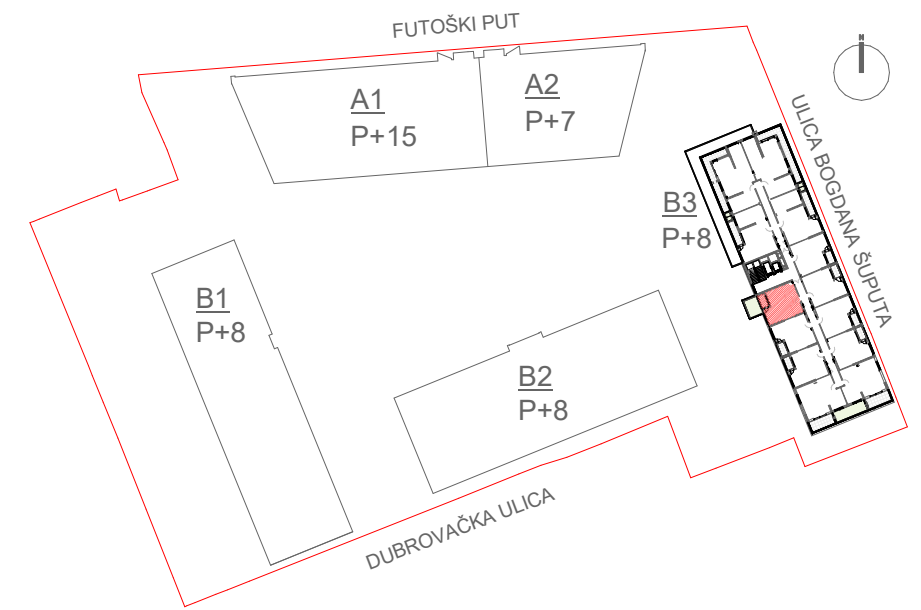 FUTOŠKI PUT
N
A1
P+15
A2
P+7
ULICA BOGDANA ŠUPUTA
B3
P+8
B1
P+8
B2
P+8
DUBROVAČKA ULICA